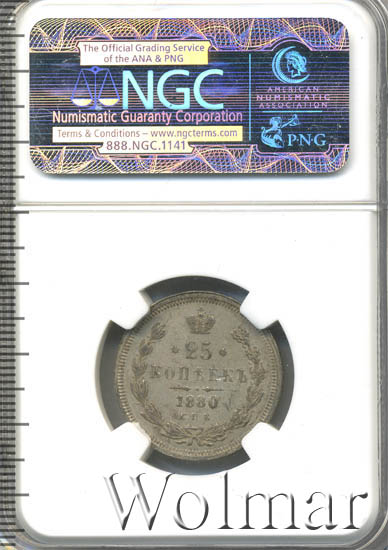 The Official Grading Service
of the ANA & PNG
NGC
Numismatic Guaranty Corporation
Terms & Conditions – www.ngcterms.com
888.NGC.1141
AMERICAN
NUMISMATIC
ASSOCIATION
PNG
25
КОПѢЕКЪ
1880
С П Б
Wolmar